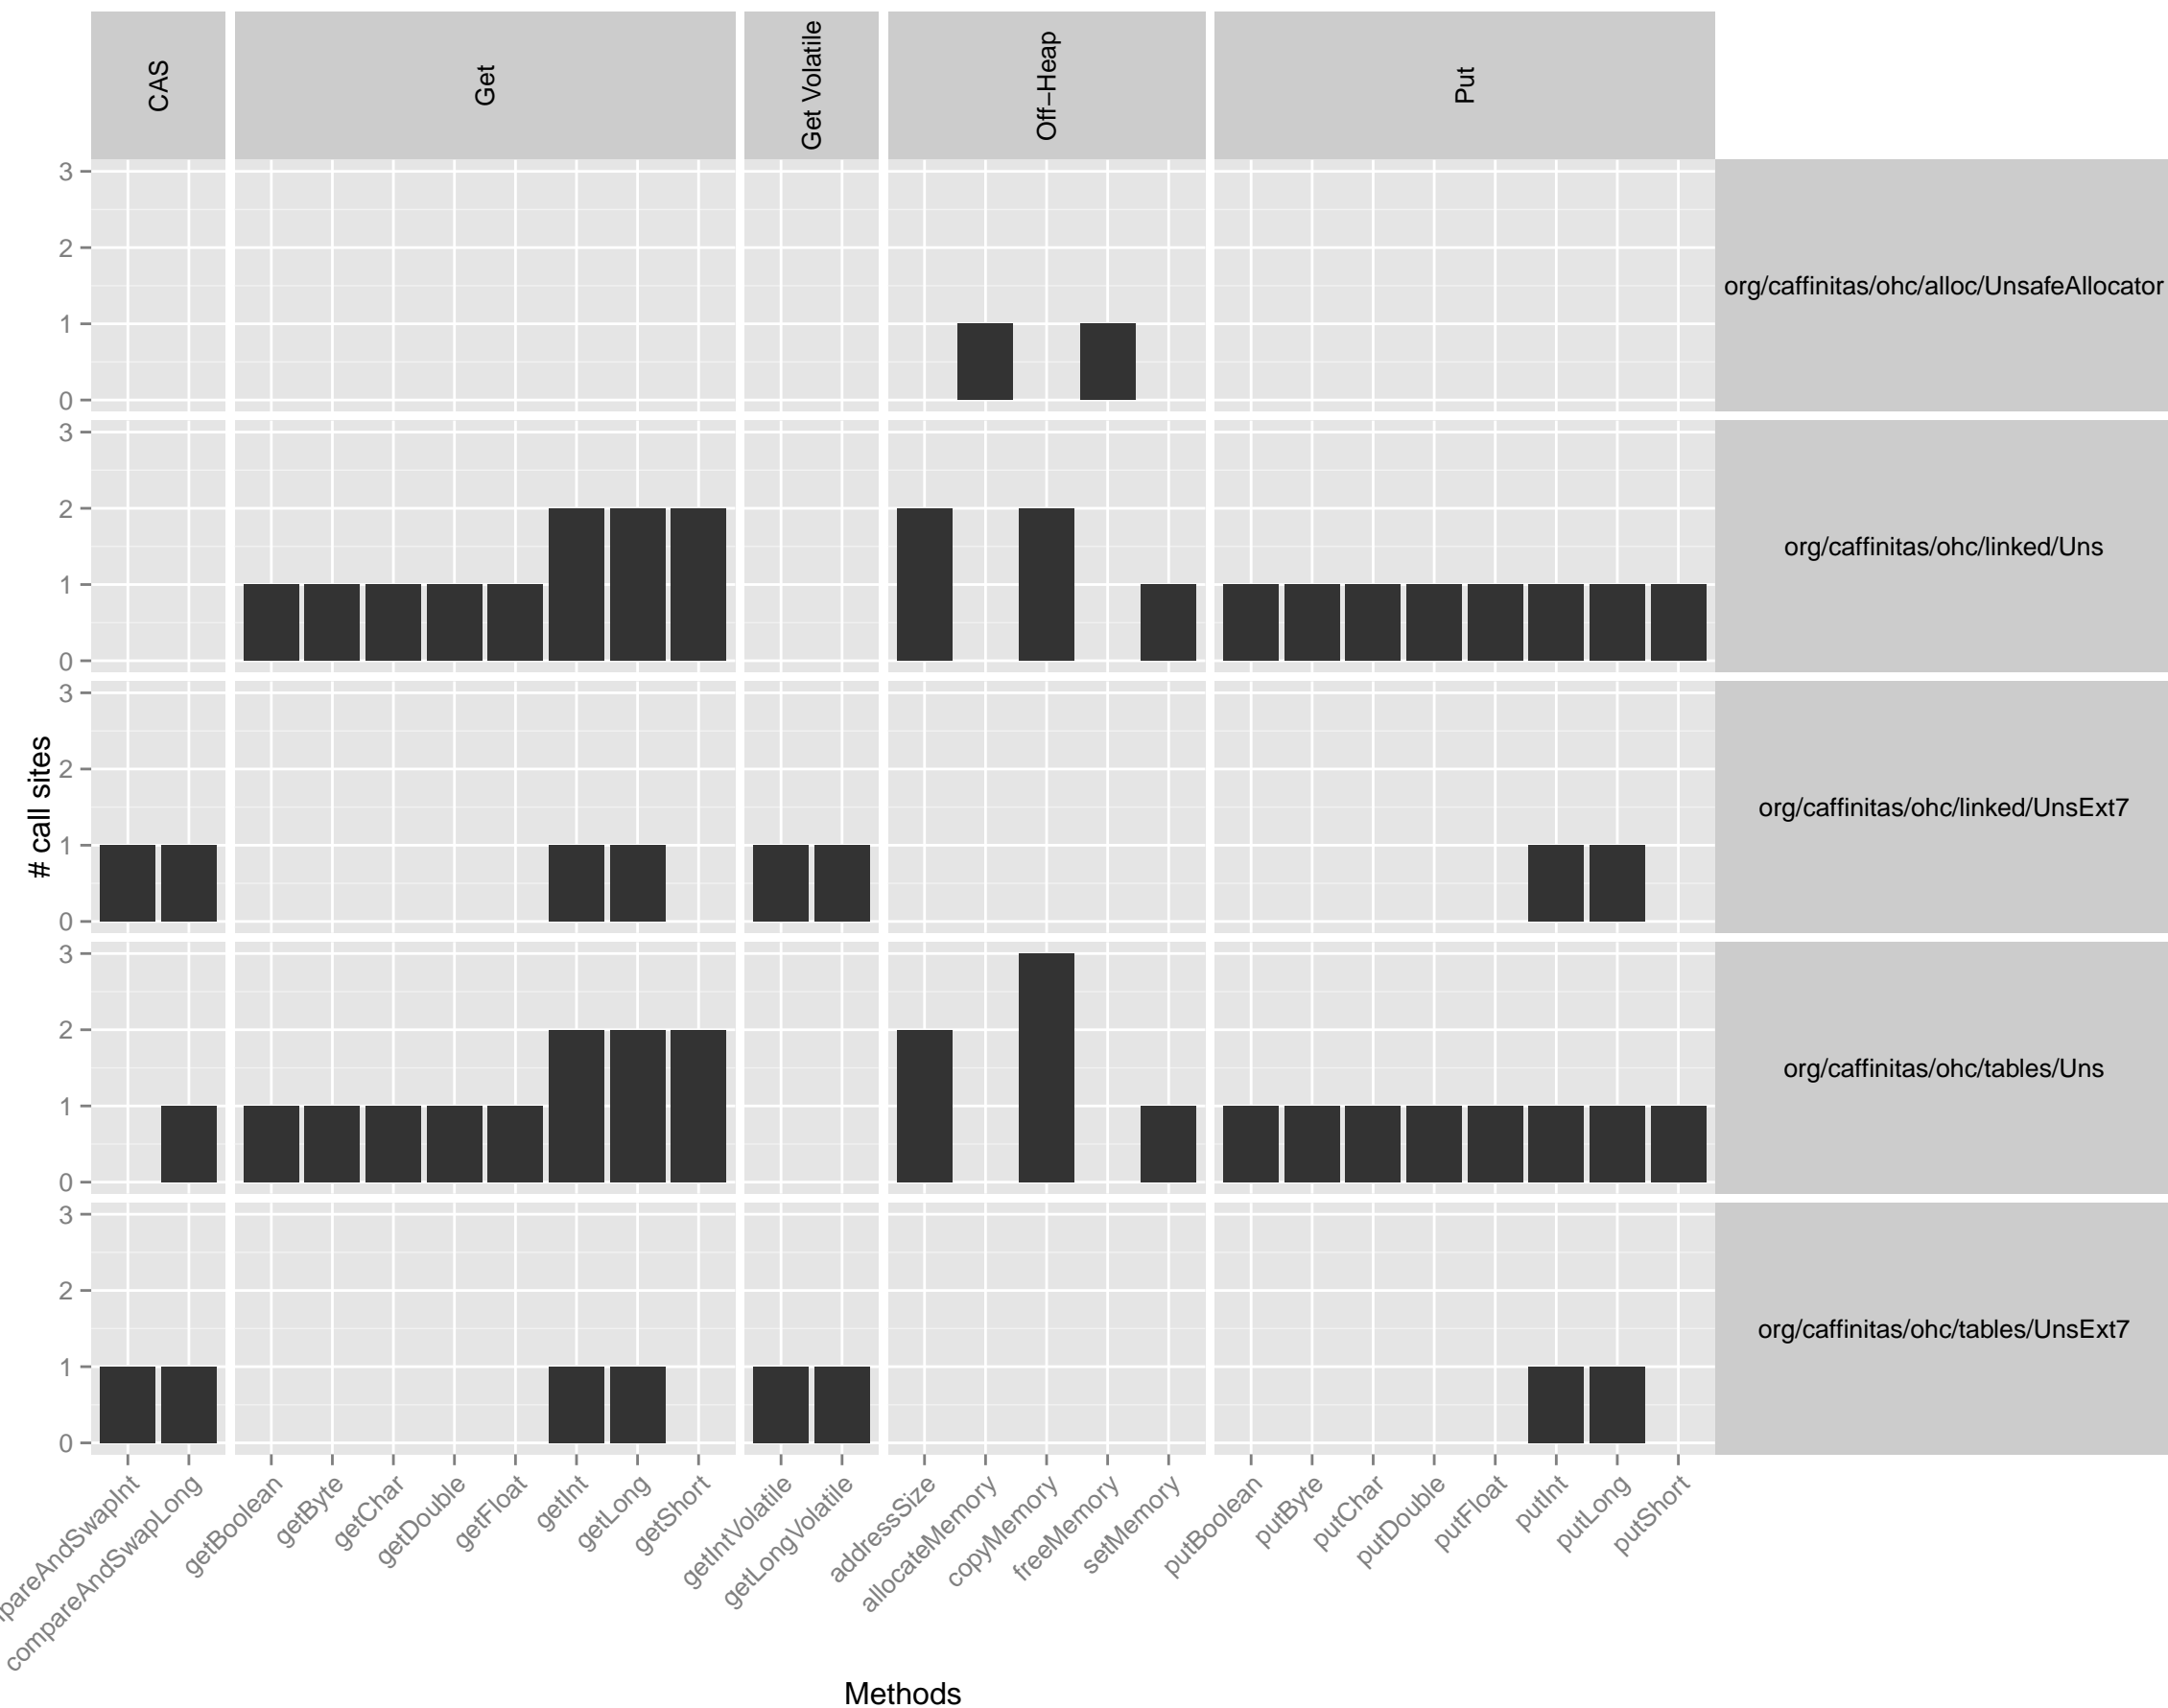 CAS
Get
Get Volatile
Off−Heap
Put
3
2
1
0
org/caffinitas/ohc/alloc/UnsafeAllocator
3
2
1
0
org/caffinitas/ohc/linked/Uns
3
2
1
0
org/caffinitas/ohc/linked/UnsExt7
3
2
1
0
org/caffinitas/ohc/tables/Uns
3
2
1
0
org/caffinitas/ohc/tables/UnsExt7
# call sites
pareAndSwapInt
compareAndSwapLong
getBoolean
getByte
getChar
getDouble
getFloat
getInt
getLong
getShort
getIntVolatile
getLongVolatile
addressSize
allocateMemory
copyMemory
freeMemory
setMemory
putBoolean
putByte
putChar
putDouble
putFloat
putInt
putLong
putShort
Methods